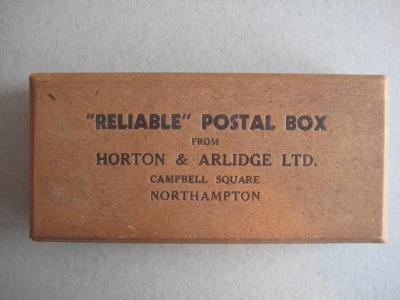 "RELIABLE" POSTAL BOX
FROM
HORTON & ARLIDGE LTD.
CAMPBELL SQUARE
NORTHAMPTON